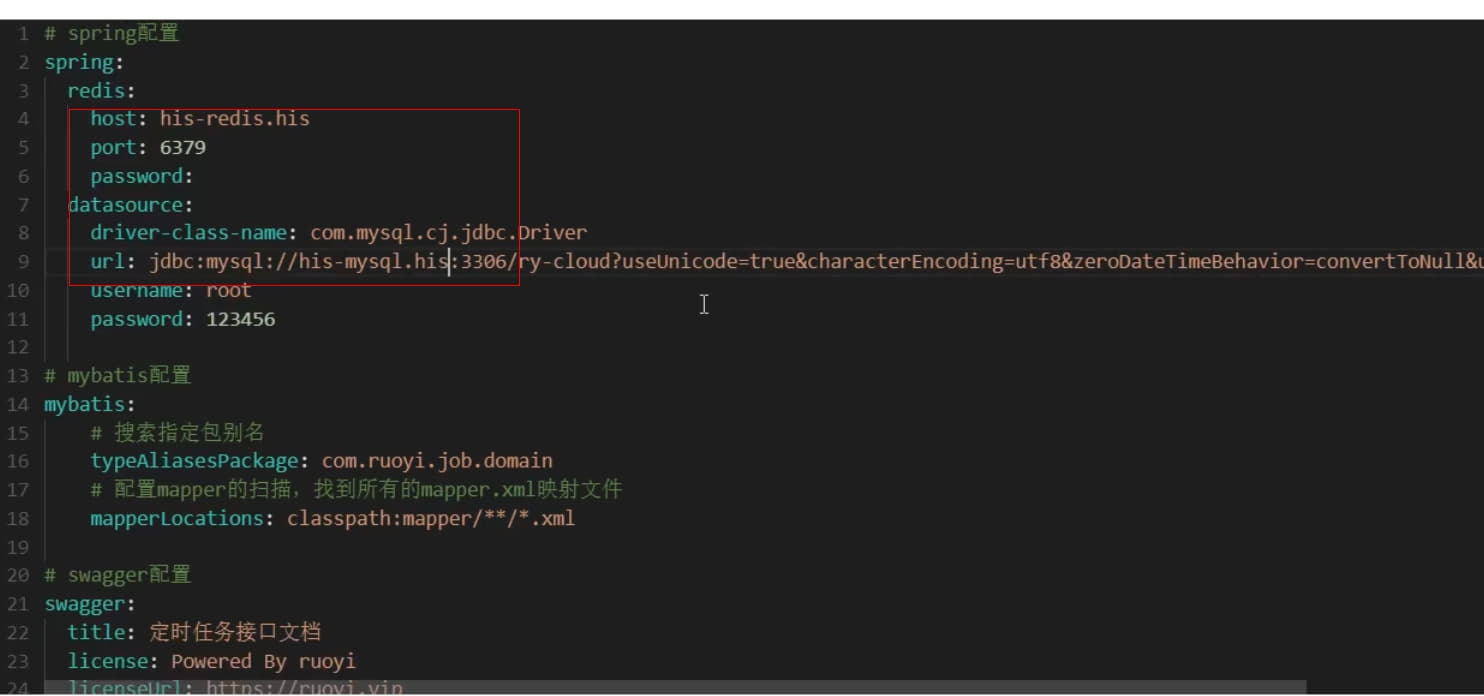 1 # spring配置
2 spring:
3 redis:
4 host: his-redis.his
5 port: 6379
6 password:
7 datasource:
8 driver-class-name: com.mysql.cj.jdbc.Driver
9 url: jdbc:mysql://his-mysql.his:3306/ry-cloud?useUnicode=true&characterEncoding=utf8&zeroDateTimeBehavior=convertToNull&u
10 username: root
11 password: 123456
12
13 # mybatis配置
14 mybatis:
15 # 搜索指定包别名
16 typeAliasesPackage: com.ruoyi.job.domain
17 # 配置mapper的扫描，找到所有的mapper.xml映射文件
18 mapperLocations: classpath:mapper/**/*.xml
19
20 # swagger配置
21 swagger:
22 title: 定时任务接口文档
23 license: Powered By ruoyi
24 licenseUrl: https://ruoyi.vip